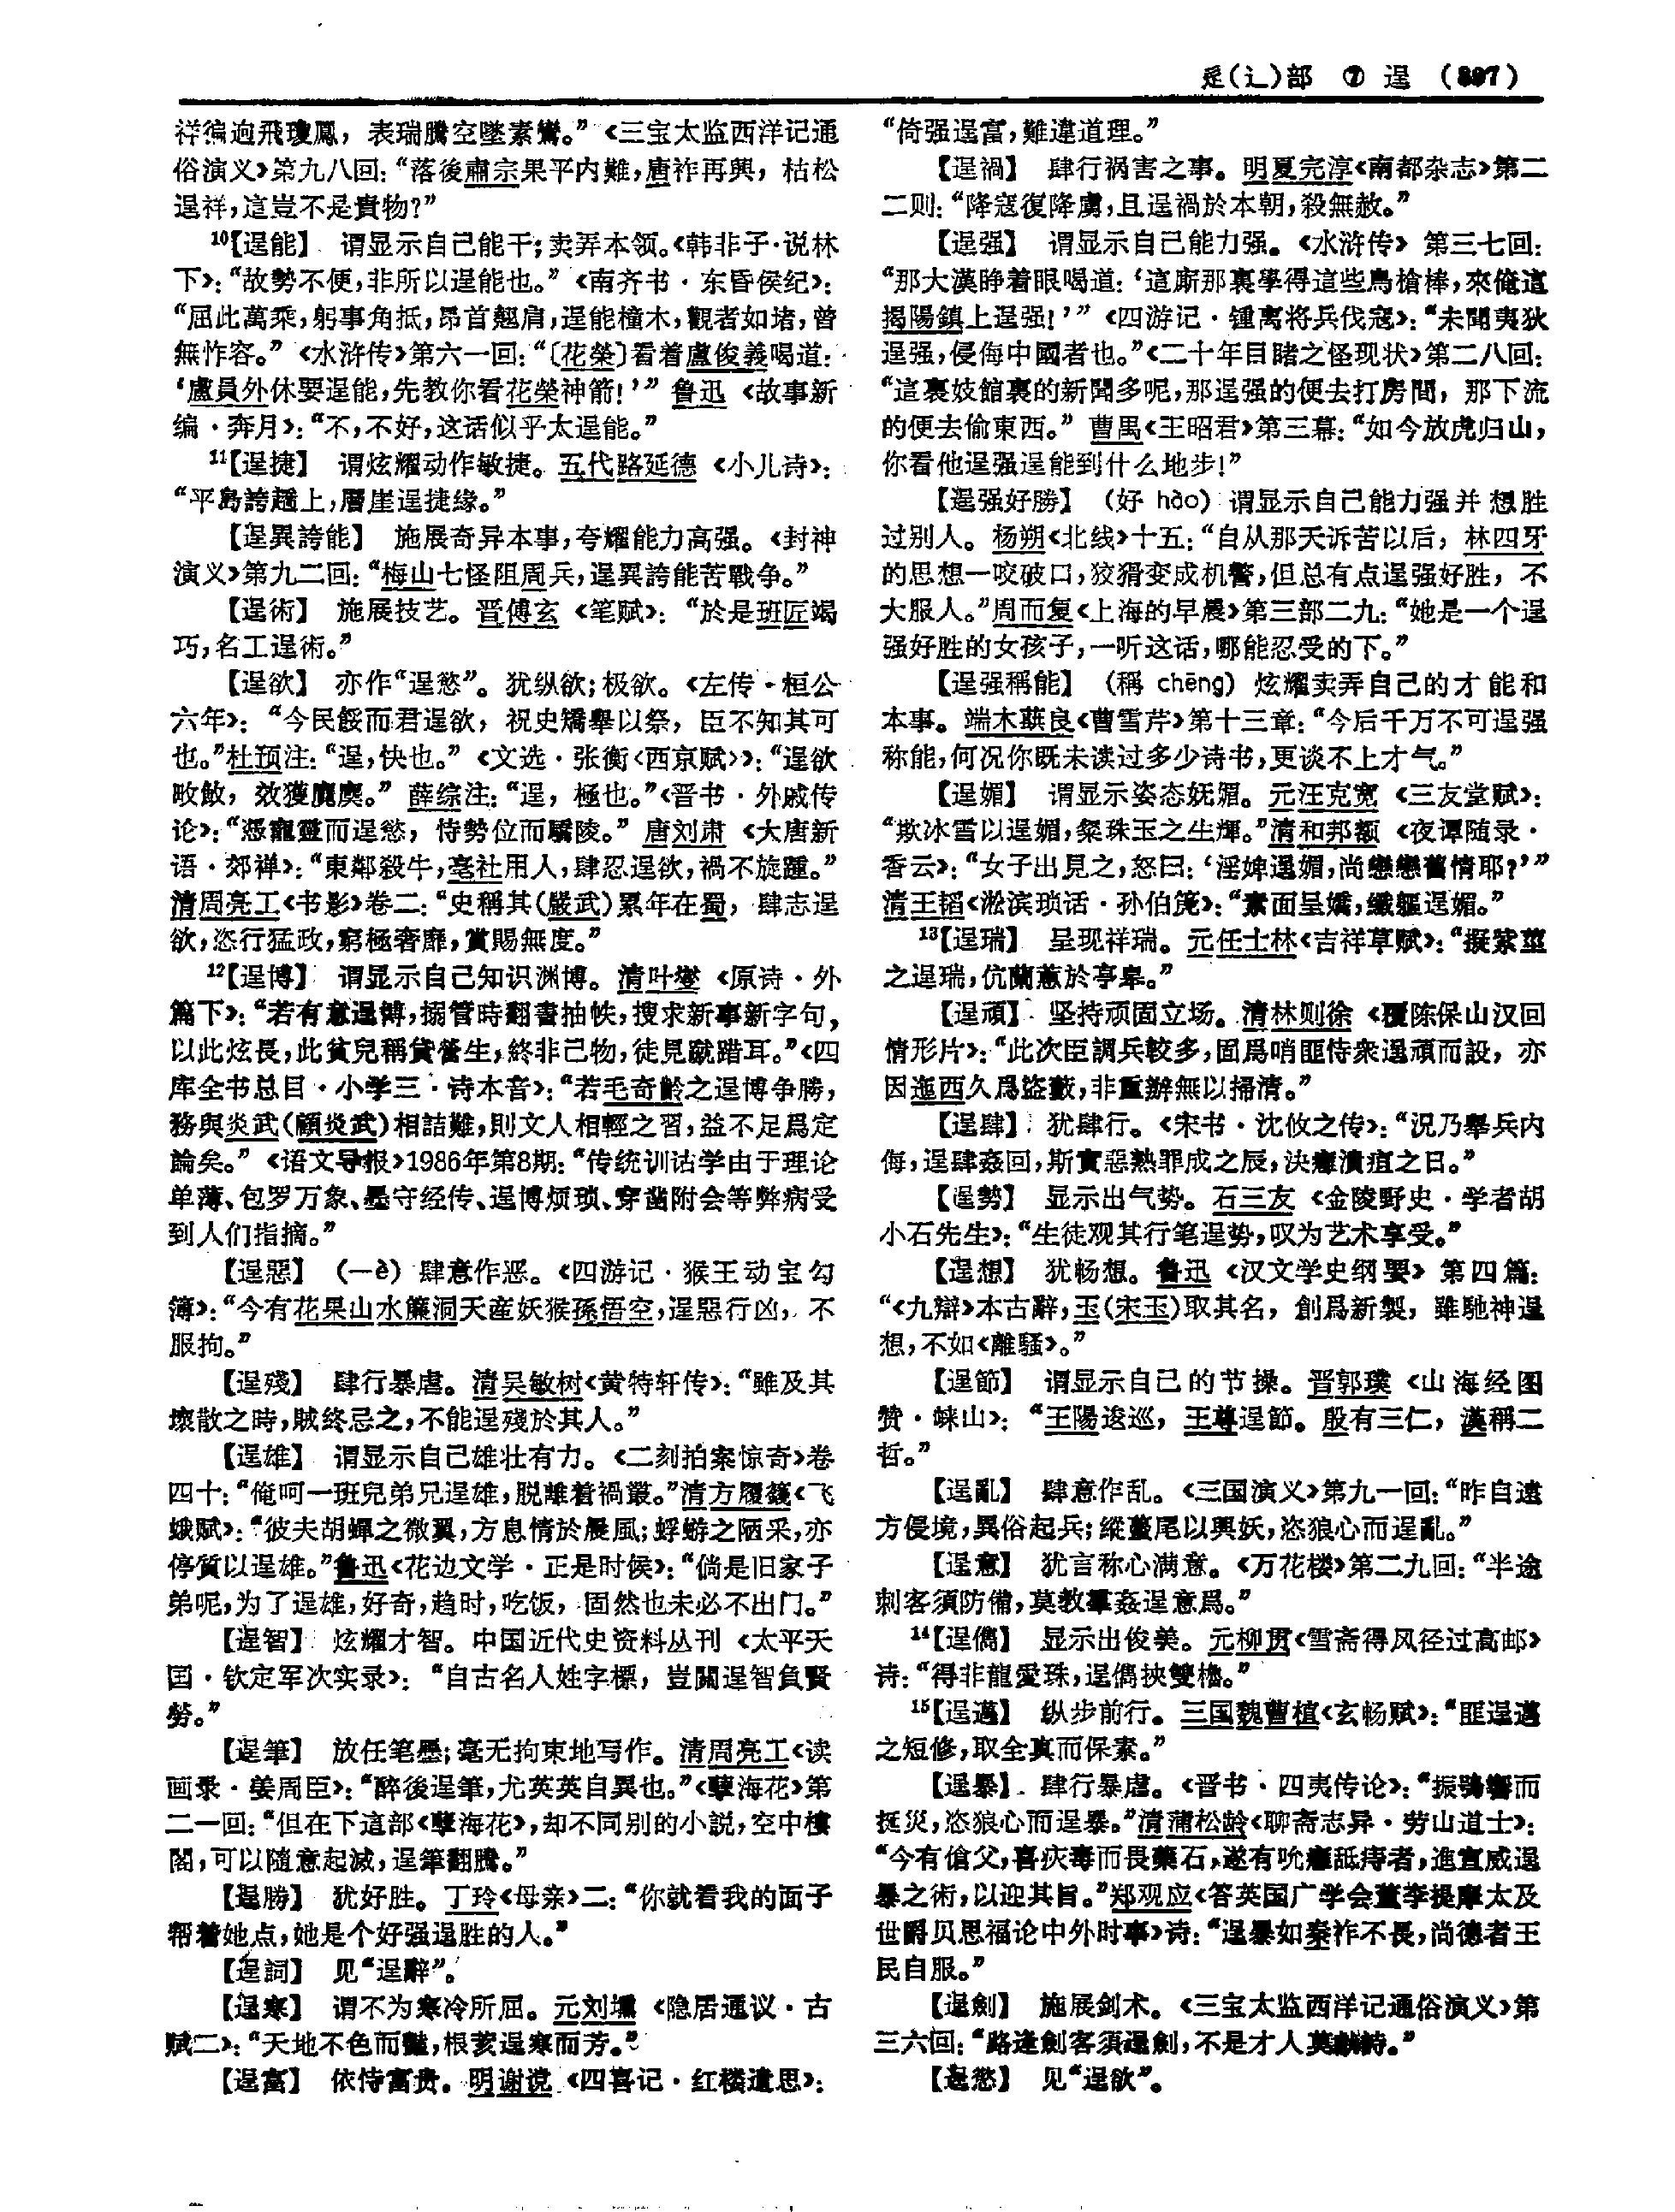 辵(辶)部 ⑦ 逞 (897)
祥徧迥飛瓊鳳，表瑞騰空墜素鸞。”《三宝太监西洋记通
俗演义》第九八回：“落後肅宗果平内難，唐祚再興，枯松
逞祥，這豈不是貴物？”
10【逞能】 谓显示自己能干；卖弄本领。《韩非子·说林
下》：“故勢不便，非所以逞能也。”《南齐书·东昏侯纪》：
“屈此萬乘，躬事角抵，昂首翹肩，逞能橦木，觀者如堵，曾
無怍容。”《水浒传》第六一回：“〔花榮〕看着盧俊義喝道：
‘盧員外休要逞能，先教你看花榮神箭！’” 鲁迅《故事新
编·奔月》：“不，不好，这话似乎太逞能。”
11【逞捷】 谓炫耀动作敏捷。五代路延德《小儿诗》：
“平島誇趫上，層崖逞捷緣。”
【逞異誇能】 施展奇异本事，夸耀能力高强。《封神
演义》第九二回：“梅山七怪阻周兵，逞異誇能苦戰争。”
【逞術】 施展技艺。晋傅玄《笔赋》：“於是班匠竭
巧，名工逞術。”
【逞欲】 亦作“逞慾”。犹纵欲；极欲。《左传·桓公
六年》：“今民餒而君逞欲，祝史矯舉以祭，臣不知其可
也。”杜预注：“逞，快也。”《文选·张衡〈西京赋〉》：“逞欲
畋𩼪，效獲麑麌。” 薛综注：“逞，極也。”《晋书·外戚传
论》：“憑寵靈而逞慾，恃勢位而驕陵。” 唐刘肃《大唐新
语·郊禅》：“東鄰殺牛，亳社用人，肆忍逞欲，禍不旋踵。”
清周亮工《书影》卷二：“史稱其(嚴武)累年在蜀，肆志逞
欲，恣行猛政，窮極奢靡，賞賜無度。”
12【逞博】 谓显示自己知识渊博。清叶燮《原诗·外
篇下》：“若有意逞博，搦管時翻書抽帙，搜求新事新字句，
以此炫長，此貧兒稱貸營生，終非己物，徒見蹴踖耳。”《四
库全书总目·小学三·诗本音》：“若毛奇齡之逞博争勝，
務與炎武(顧炎武)相詰難，則文人相輕之習，益不足爲定
論矣。”《语文导报》1986年第8期：“传统训诂学由于理论
单薄、包罗万象、墨守经传、逞博烦琐、穿凿附会等弊病受
到人们指摘。”
【逞惡】 (—è) 肆意作恶。《四游记·猴王动宝勾
簿》：“今有花果山水簾洞天産妖猴孫悟空，逞惡行凶，不
服拘。”
【逞殘】 肆行暴虐。清吴敏树《黄特轩传》：“雖及其
壞散之時，賊終忌之，不能逞殘於其人。”
【逞雄】 谓显示自己雄壮有力。《二刻拍案惊奇》卷
四十：“俺呵一班兒弟兄逞雄，脱離着禍叢。”清方履籛《飞
蛾赋》：“彼夫胡蟬之微翼，方息情於晨風；蜉蝣之陋采，亦
停質以逞雄。”鲁迅《花边文学·正是时候》：“倘是旧家子
弟呢，为了逞雄，好奇，趋时，吃饭，固然也未必不出门。”
【逞智】 炫耀才智。中国近代史资料丛刊《太平天
国·钦定军次实录》：“自古名人姓字標，豈關逞智負賢
勞。”
【逞筆】 放任笔墨；毫无拘束地写作。清周亮工《读
画录·姜周臣》：“醉後逞筆，尤英英自異也。”《孽海花》第
二一回：“但在下這部《孽海花》，却不同别的小説，空中樓
閣，可以隨意起滅，逞筆翻騰。”
【逞勝】 犹好胜。丁玲《母亲》二：“你就看我的面子
帮着她点，她是个好强逞胜的人。”
【逞詞】 见“逞辭”。
【逞寒】 谓不为寒冷所屈。元刘壎《隐居通议·古
赋二》：“天地不色而豔，根荄逞寒而芳。”
【逞富】 依恃富贵。明谢谠《四喜记·红楼遣思》：
“倚强逞富，難違道理。”
【逞禍】 肆行祸害之事。明夏完淳《南都杂志》第二
二则：“降寇復降虜，且逞禍於本朝，殺無赦。”
【逞强】 谓显示自己能力强。《水浒传》第三七回：
“那大漢睁着眼喝道：‘這厮那裏學得這些鳥槍棒，來俺這
揭陽鎮上逞强！’”《四游记·锺离将兵伐寇》：“未聞夷狄
逞强，侵侮中國者也。”《二十年目睹之怪现状》第二八回：
“這裏妓館裏的新聞多呢，那逞强的便去打房間，那下流
的便去偷東西。” 曹禺《王昭君》第三幕：“如今放虎归山，
你看他逞强逞能到什么地步！”
【逞强好勝】 (好 hào) 谓显示自己能力强并想胜
过别人。杨朔《北线》十五：“自从那天诉苦以后，林四牙
的思想一咬破口，狡猾变成机警，但总有点逞强好胜，不
大服人。”周而复《上海的早晨》第三部二九：“她是一个逞
强好胜的女孩子，一听这话，哪能忍受的下。”
【逞强稱能】 (稱 chēng) 炫耀卖弄自己的才能和
本事。端木蕻良《曹雪芹》第十三章：“今后千万不可逞强
称能，何况你既未读过多少诗书，更谈不上才气。”
【逞媚】 谓显示姿态妩媚。元汪克宽《三友堂赋》：
“欺冰雪以逞媚，粲珠玉之生輝。”清和邦额《夜谭随录·
香云》：“女子出見之，怒曰：‘淫婢逞媚，尚戀戀舊情耶？’”
清王韬《淞滨琐话·孙伯篪》：“素面呈嬌，纖軀逞媚。”
13【逞瑞】 呈现祥瑞。元任士林《吉祥草赋》：“擬紫莖
之逞瑞，伉蘭蕙於亭皋。”
【逞頑】 坚持顽固立场。清林则徐《覆陈保山汉回
情形片》：“此次臣調兵較多，固爲哨匪恃衆逞頑而設，亦
因迤西久爲盜藪，非重辦無以掃清。”
【逞肆】 犹肆行。《宋书·沈攸之传》：“況乃舉兵内
侮，逞肆姦回，斯實惡熟罪成之辰，決癰潰疽之日。”
【逞勢】 显示出气势。石三友《金陵野史·学者胡
小石先生》：“生徒观其行笔逞势，叹为艺术享受。”
【逞想】 犹畅想。鲁迅《汉文学史纲要》第四篇：
“《九辯》本古辭，玉(宋玉)取其名，創爲新製，雖馳神逞
想，不如《離騷》。”
【逞節】 谓显示自己的节操。晋郭璞《山海经图
赞·崃山》：“王陽逡巡，王尊逞節。殷有三仁，漢稱二
哲。”
【逞亂】 肆意作乱。《三国演义》第九一回：“昨自遠
方侵境，異俗起兵；縱蠆尾以興妖，恣狼心而逞亂。”
【逞意】 犹言称心满意。《万花楼》第二九回：“半途
刺客須防備，莫教羣姦逞意爲。”
14【逞儁】 显示出俊美。元柳贯《雪斋得风径过高邮》
诗：“得非龍愛珠，逞儁挾雙櫓。”
15【逞邁】 纵步前行。三国魏曹植《玄畅赋》：“匪逞邁
之短修，取全真而保素。”
【逞暴】 肆行暴虐。《晋书·四夷传论》：“振鴞響而
挻災，恣狼心而逞暴。”清蒲松龄《聊斋志异·劳山道士》：
“今有傖父，喜疢毒而畏藥石，遂有吮癰舐痔者，進宣威逞
暴之術，以迎其旨。”郑观应《答英国广学会董李提摩太及
世爵贝思福论中外时事》诗：“逞暴如秦祚不長，尚德者王
民自服。”
【逞劍】 施展剑术。《三宝太监西洋记通俗演义》第
三六回：“路逢劍客須逞劍，不是才人莫獻詩。”
【逞慾】 见“逞欲”。